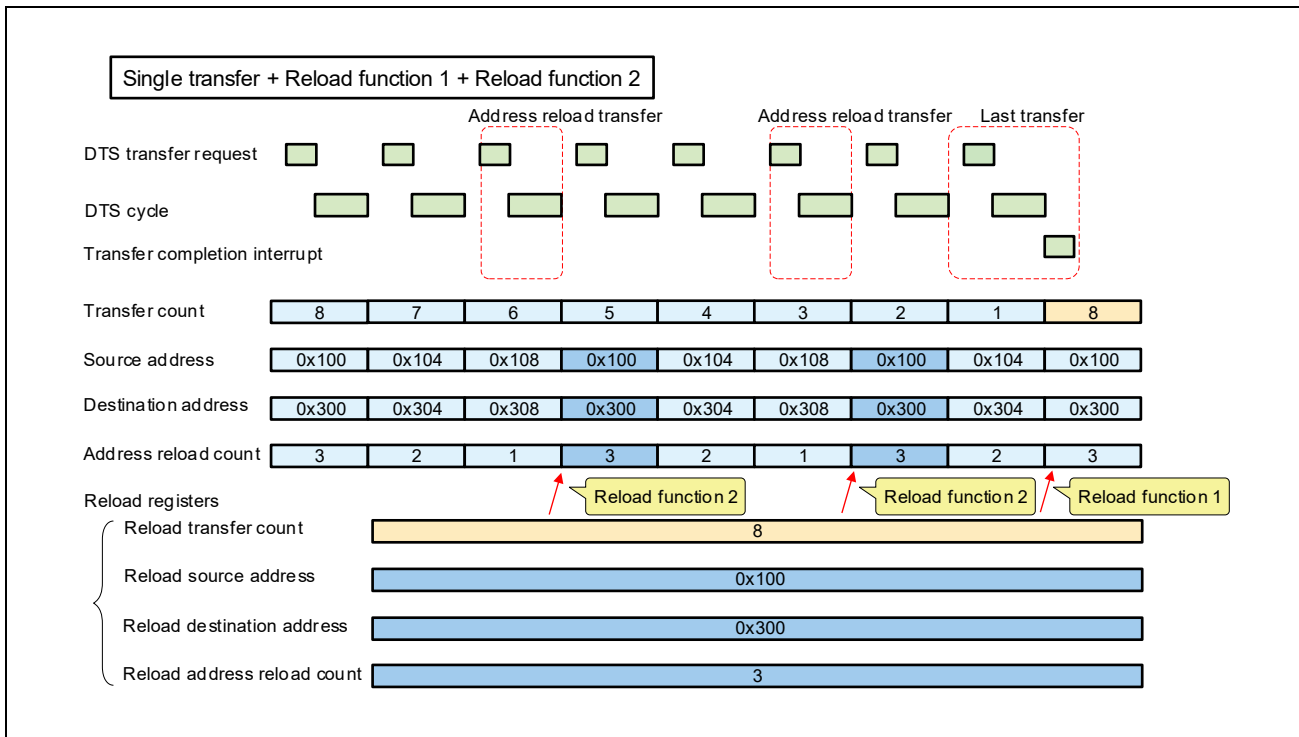 Single transfer + Reload function 1 + Reload function 2
Address reload transfer Address reload transfer Last transfer
DTS transfer request
DTS cycle
Transfer completion interrupt
Transfer count 8 7 6 5 4 3 2 1 8
Source address 0x100 0x104 0x108 0x100 0x104 0x108 0x100 0x104 0x100
Destination address 0x300 0x304 0x308 0x300 0x304 0x308 0x300 0x304 0x300
Address reload count 3 2 1 3 2 1 3 2 3
Reload function 2 Reload function 2 Reload function 1
Reload registers
Reload transfer count 8
Reload source address 0x100
Reload destination address 0x300
Reload address reload count 3